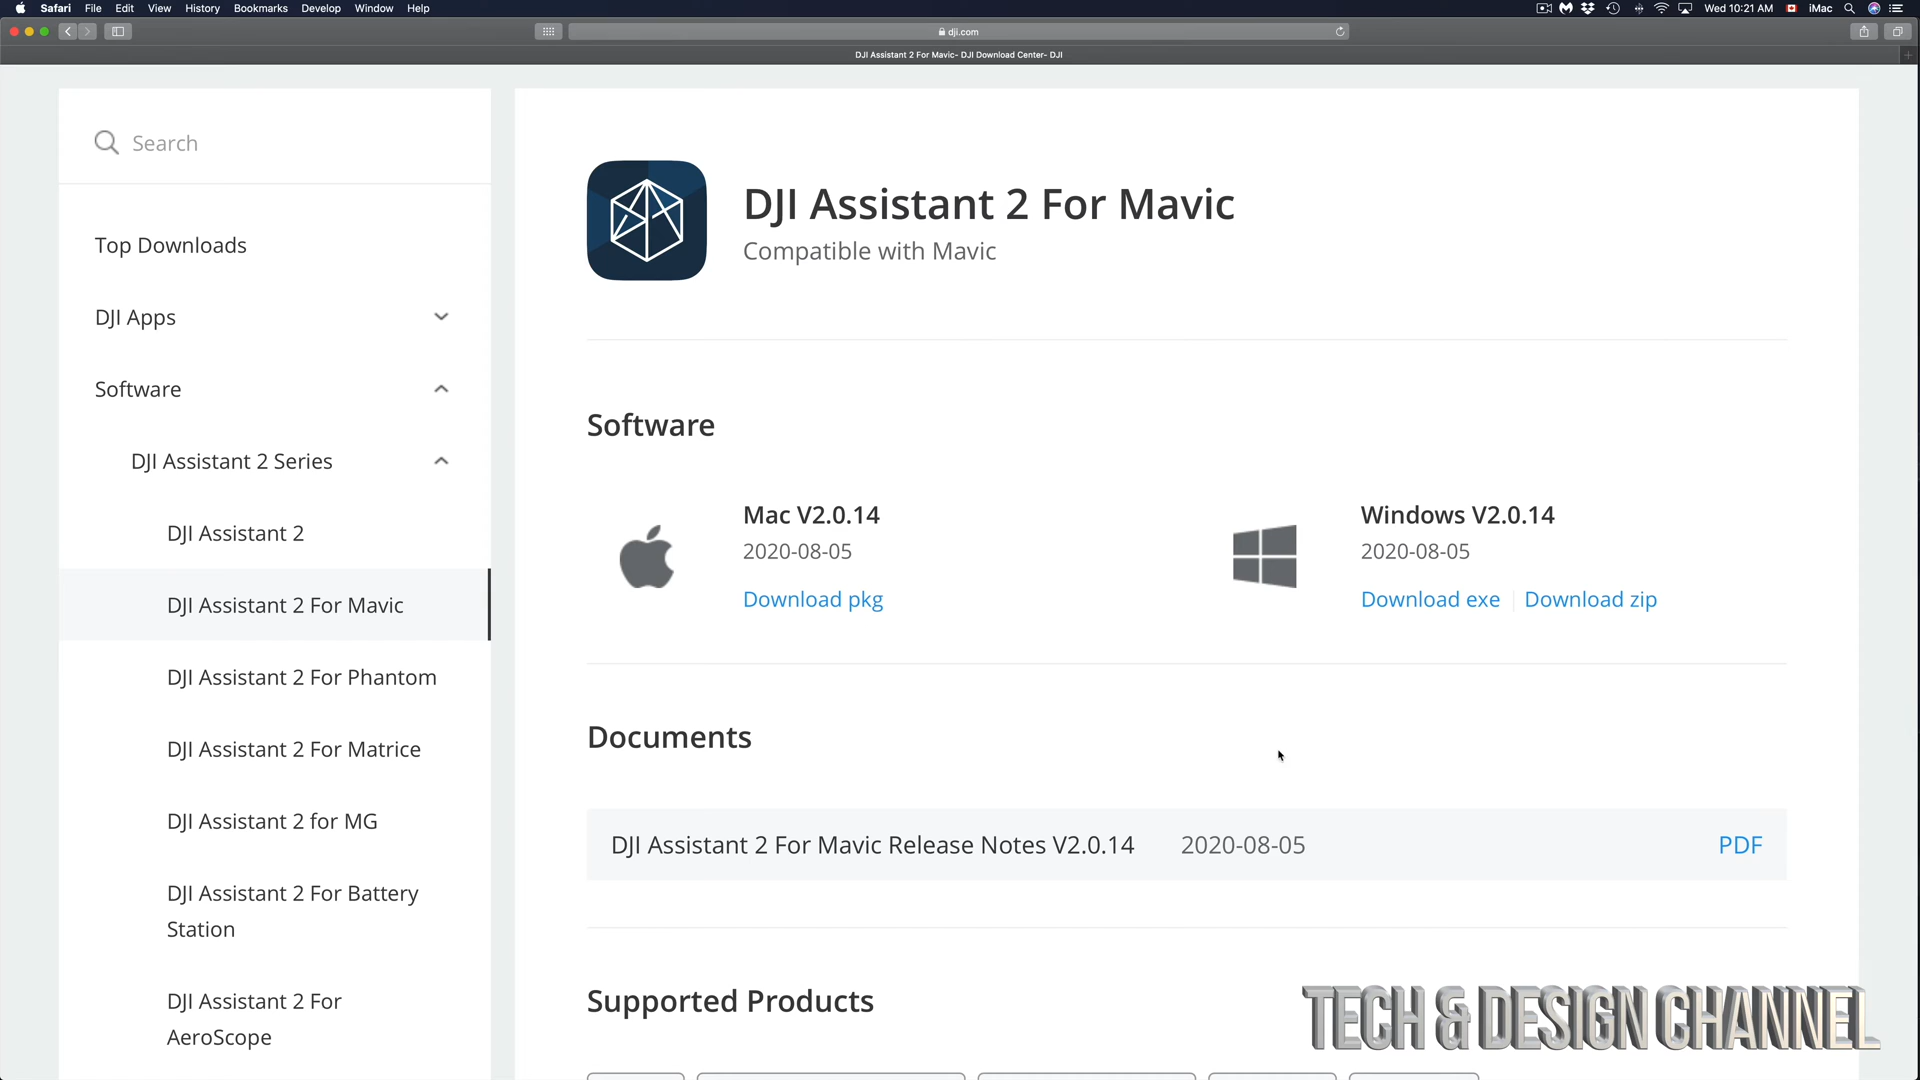 Safari File Edit View History Bookmarks Develop Window Help
Wed 10:21 AM iMac
dji.com
DJI Assistant 2 For Mavic- DJI Download Center- DJI
Search
Top Downloads
DJI Apps
Software
DJI Assistant 2 Series
DJI Assistant 2
DJI Assistant 2 For Mavic
DJI Assistant 2 For Phantom
DJI Assistant 2 For Matrice
DJI Assistant 2 for MG
DJI Assistant 2 For Battery
Station
DJI Assistant 2 For
AeroScope
DJI Assistant 2 For Mavic
Compatible with Mavic
Software
Mac V2.0.14
2020-08-05
Download pkg
Windows V2.0.14
2020-08-05
Download exe Download zip
Documents
DJI Assistant 2 For Mavic Release Notes V2.0.14 2020-08-05 PDF
Supported Products
TECH & DESIGN CHANNEL